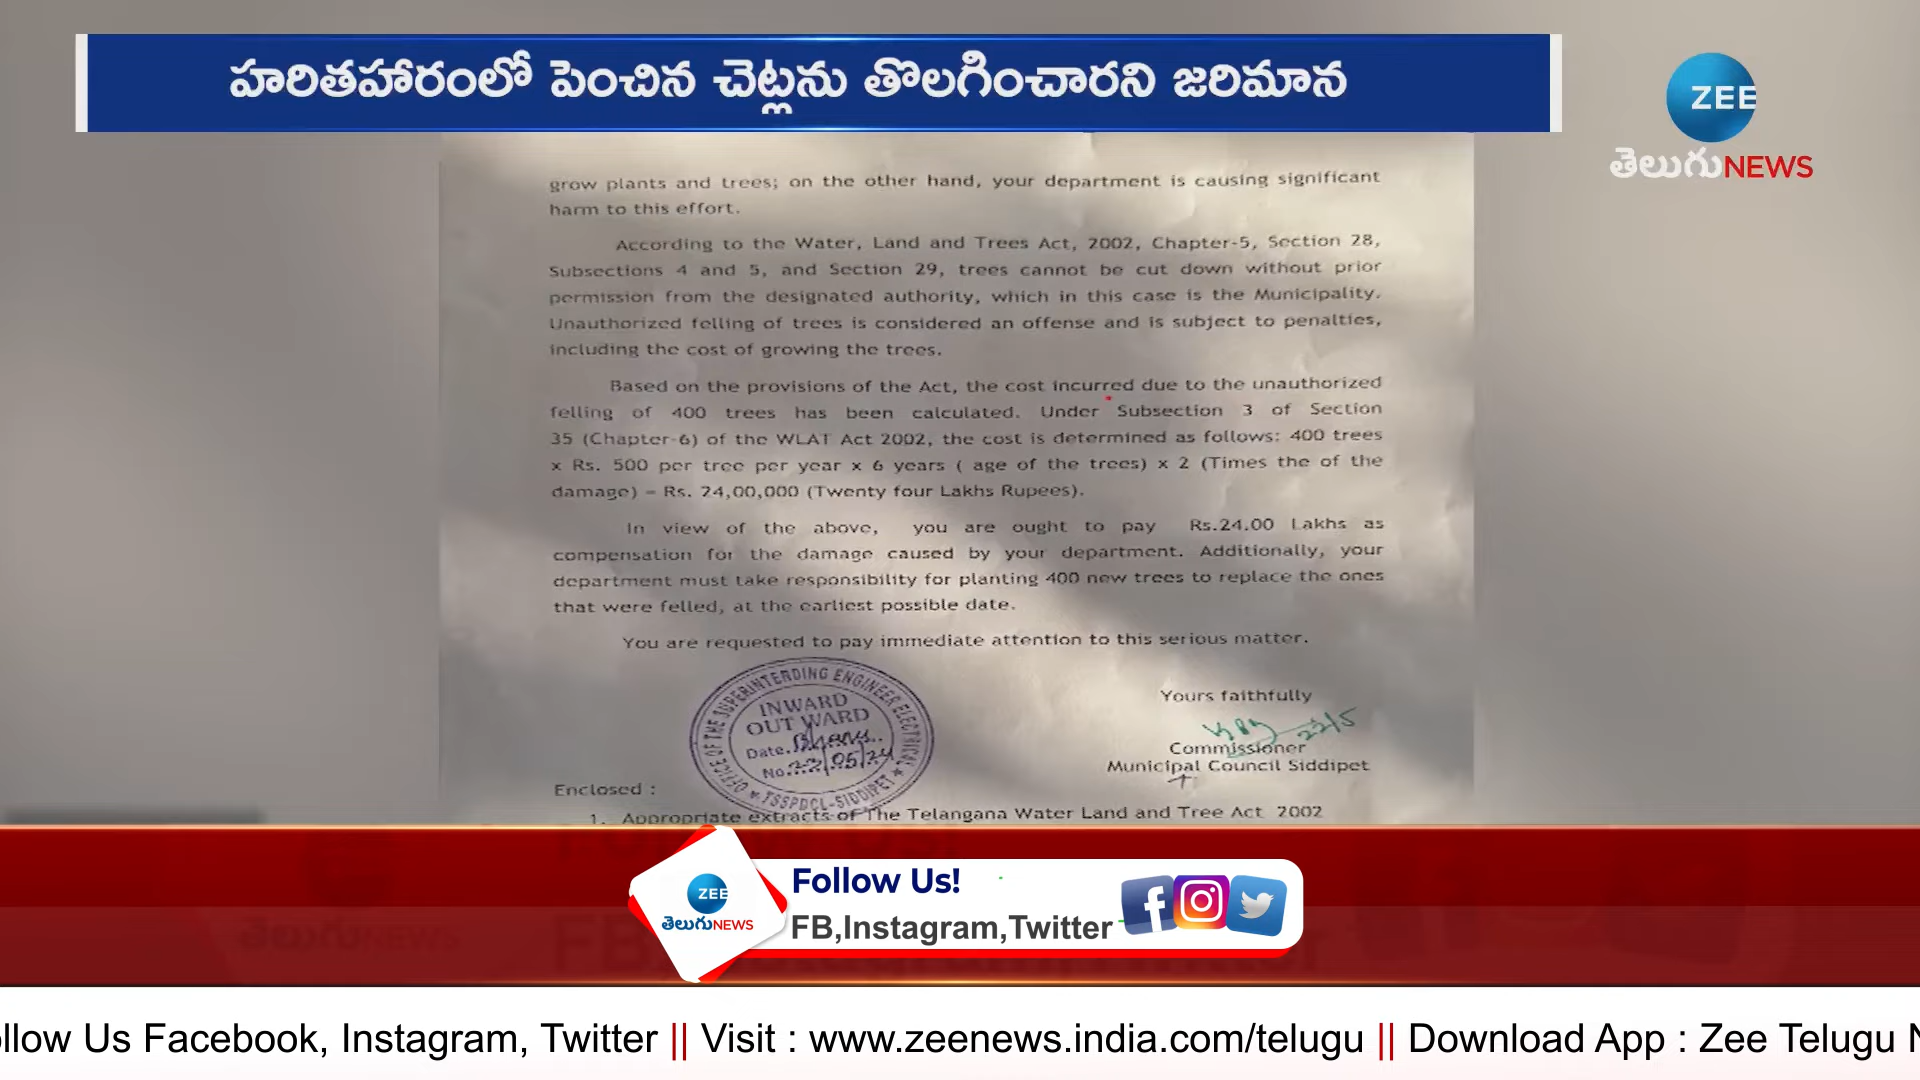 హరితహారంలో పెంచిన చెట్లను తొలగించారని జరిమాన
ZEE
తెలుగు NEWS
grow plants and trees; on the other hand, your department is causing significant
harm to this effort.
According to the Water, Land and Trees Act, 2002, Chapter-5, Section 28,
Subsections 4 and 5, and Section 29, trees cannot be cut down without prior
permission from the designated authority, which in this case is the Municipality.
Unauthorized felling of trees is considered an offense and is subject to penalties,
including the cost of growing the trees.
Based on the provisions of the Act, the cost incurred due to the unauthorized
felling of 400 trees has been calculated. Under Subsection 3 of Section
35 (Chapter-6) of the WLAT Act 2002, the cost is determined as follows: 400 trees
x Rs. 500 per tree per year x 6 years ( age of the trees) x 2 (Times the of the
damage) = Rs. 24,00,000 (Twenty four Lakhs Rupees).
In view of the above, you are ought to pay Rs.24.00 Lakhs as
compensation for the damage caused by your department. Additionally, your
department must take responsibility for planting 400 new trees to replace the ones
that were felled, at the earliest possible date.
You are requested to pay immediate attention to this serious matter.
OFFICE OF THE SUPERINTENDING ENGINEER ELECTRICAL
INWARD
OUT WARD
Date.
No. 22/05/24
TSSPDCL-SIDDIPET
Yours faithfully
22/5
Commissioner
Municipal Council Siddipet
Enclosed :
1. Appropriate extracts of The Telangana Water Land and Tree Act 2002
ZEE
తెలుగు NEWS
Follow Us!
FB,Instagram,Twitter
ollow Us Facebook, Instagram, Twitter || Visit : www.zeenews.india.com/telugu || Download App : Zee Telugu N